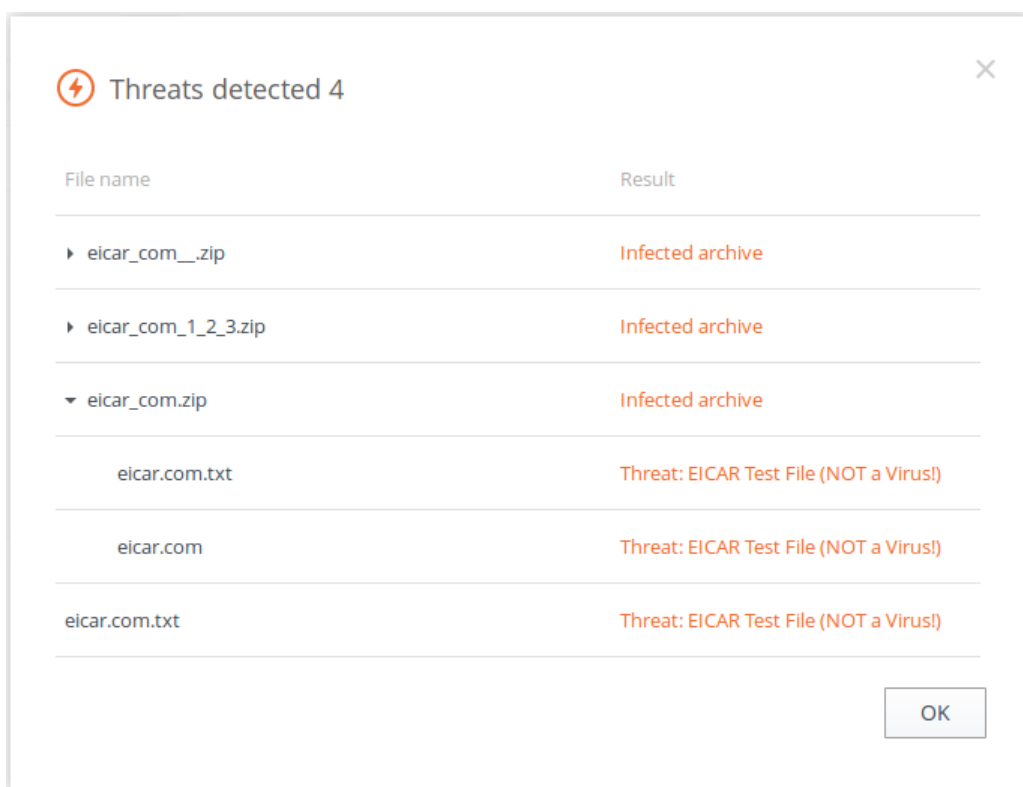 Threats detected 4
File name Result
eicar_com__.zip Infected archive
eicar_com_1_2_3.zip Infected archive
eicar_com.zip Infected archive
eicar.com.txt Threat: EICAR Test File (NOT a Virus!)
eicar.com Threat: EICAR Test File (NOT a Virus!)
eicar.com.txt Threat: EICAR Test File (NOT a Virus!)
OK